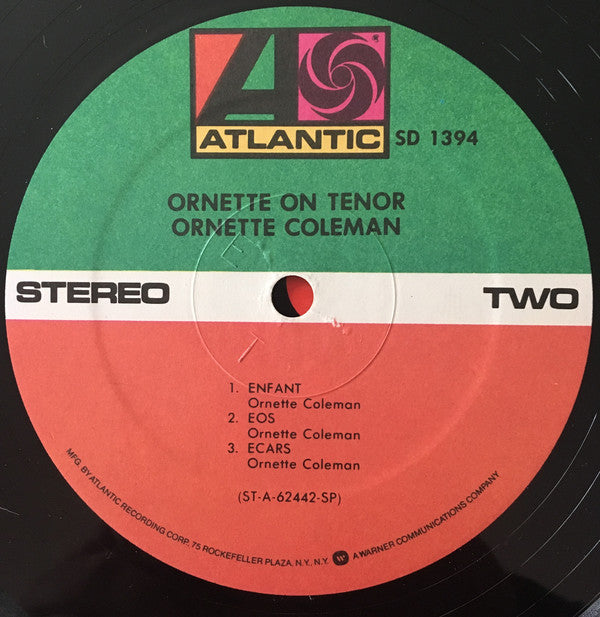 ATLANTIC
SD 1394
ORNETTE ON TENOR
ORNETTE COLEMAN
STEREO
TWO
1. ENFANT
Ornette Coleman
2. EOS
Ornette Coleman
3. ECARS
Ornette Coleman
(ST-A-62442-SP)
MFG. BY ATLANTIC RECORDING CORP. 75 ROCKEFELLER PLAZA, N.Y., N.Y. A WARNER COMMUNICATIONS COMPANY